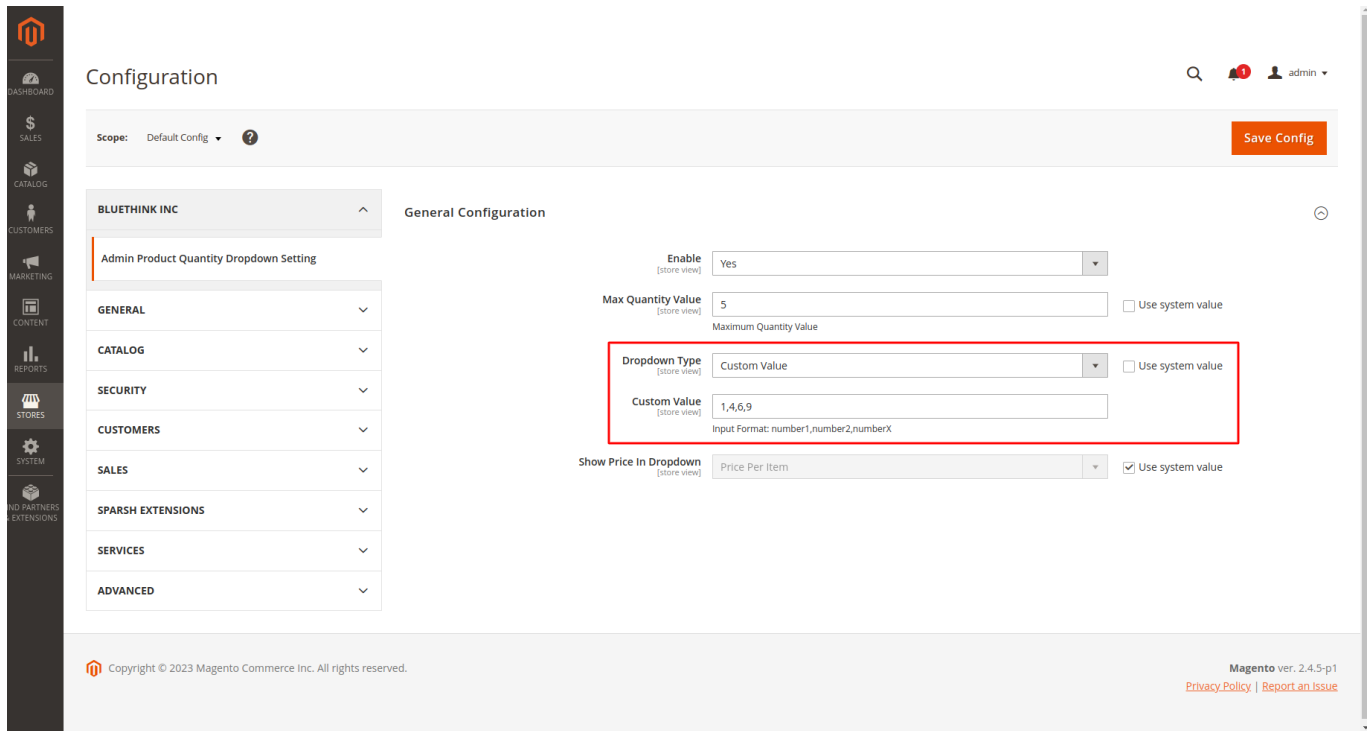 Configuration
1
admin
DASHBOARD
SALES
CATALOG
CUSTOMERS
MARKETING
CONTENT
REPORTS
STORES
SYSTEM
IND PARTNERS
& EXTENSIONS
Scope: Default Config ?
Save Config
BLUETHINK INC
Admin Product Quantity Dropdown Setting
GENERAL
CATALOG
SECURITY
CUSTOMERS
SALES
SPARSH EXTENSIONS
SERVICES
ADVANCED
General Configuration
Enable
[store view]
Yes
Max Quantity Value
[store view]
5
Use system value
Maximum Quantity Value
Dropdown Type
[store view]
Custom Value
Use system value
Custom Value
[store view]
1,4,6,9
Input Format: number1,number2,numberX
Show Price In Dropdown
[store view]
Price Per Item
Use system value
Copyright © 2023 Magento Commerce Inc. All rights reserved.
Magento ver. 2.4.5-p1
Privacy Policy | Report an Issue